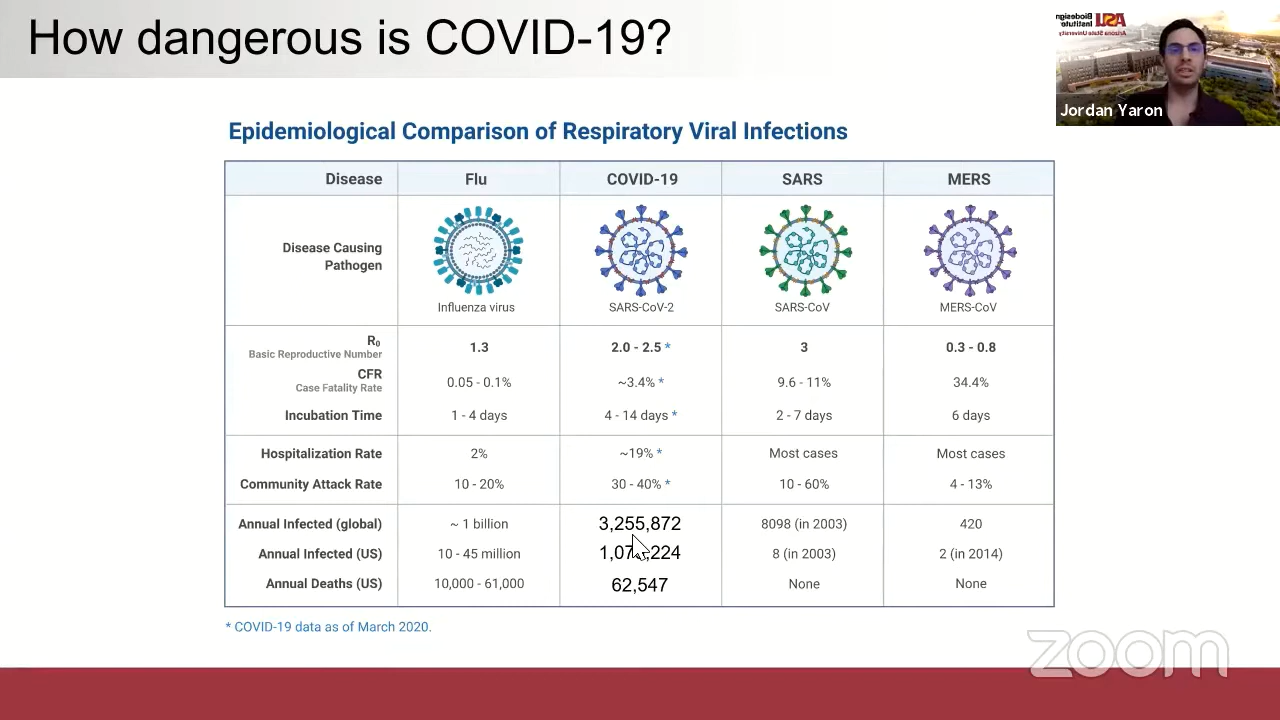 How dangerous is COVID-19?
Biodesign Institute ASU
Arizona State University
Jordan Yaron
Epidemiological Comparison of Respiratory Viral Infections
Disease Flu COVID-19 SARS MERS
Disease Causing
Pathogen
Influenza virus SARS-CoV-2 SARS-CoV MERS-CoV
R₀ 1.3 2.0 - 2.5 * 3 0.3 - 0.8
Basic Reproductive Number
CFR 0.05 - 0.1% ~3.4% * 9.6 - 11% 34.4%
Case Fatality Rate
Incubation Time 1 - 4 days 4 - 14 days * 2 - 7 days 6 days
Hospitalization Rate 2% ~19% * Most cases Most cases
Community Attack Rate 10 - 20% 30 - 40% * 10 - 60% 4 - 13%
Annual Infected (global) ~ 1 billion 3,255,872 8098 (in 2003) 420
Annual Infected (US) 10 - 45 million 8 (in 2003) 2 (in 2014)
Annual Deaths (US) 10,000 - 61,000 62,547 None None
* COVID-19 data as of March 2020.
zoom